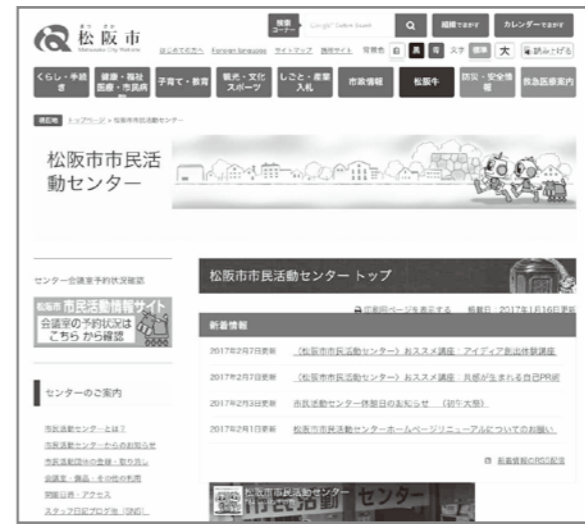 松阪市
まつさか
検索コーナー
組織でさがす
カレンダーでさがす
はじめての方へ Foreign language サイトマップ 携帯サイト 背景色 白 黒 青 文字 標準 大 読み上げる
くらし・手続き
健康・福祉
医療・市民病院
子育て・教育
観光・文化
スポーツ
しごと・産業
入札
市政情報
松阪牛
防災・安全情報
救急医療案内
現在地 トップページ > 松阪市市民活動センター
松阪市市民活
動センター
センター会議室予約状況確認
松阪市 市民活動情報サイト
会議室の予約状況は
こちら から確認
センターのご案内
市民活動センターとは?
市民活動センターからのお知らせ
市民活動団体の登録・取り消し
会議室・備品・その他の利用
開館日時・アクセス
スタッフ日記ブログ他(SNS)
松阪市市民活動センター トップ
印刷用ページを表示する 掲載日:2017年1月16日更新
新着情報
2017年2月7日更新 (松阪市市民活動センター) おススメ講座:アイディア創出体験講座
2017年2月7日更新 (松阪市市民活動センター) おススメ講座:共感が生まれる自己PR術
2017年2月3日更新 市民活動センター休館日のお知らせ (初午大祭)
2017年2月1日更新 松阪市市民活動センターホームページリニューアルについてのお願い
新着情報のRSS配信
松阪市市民活動センター